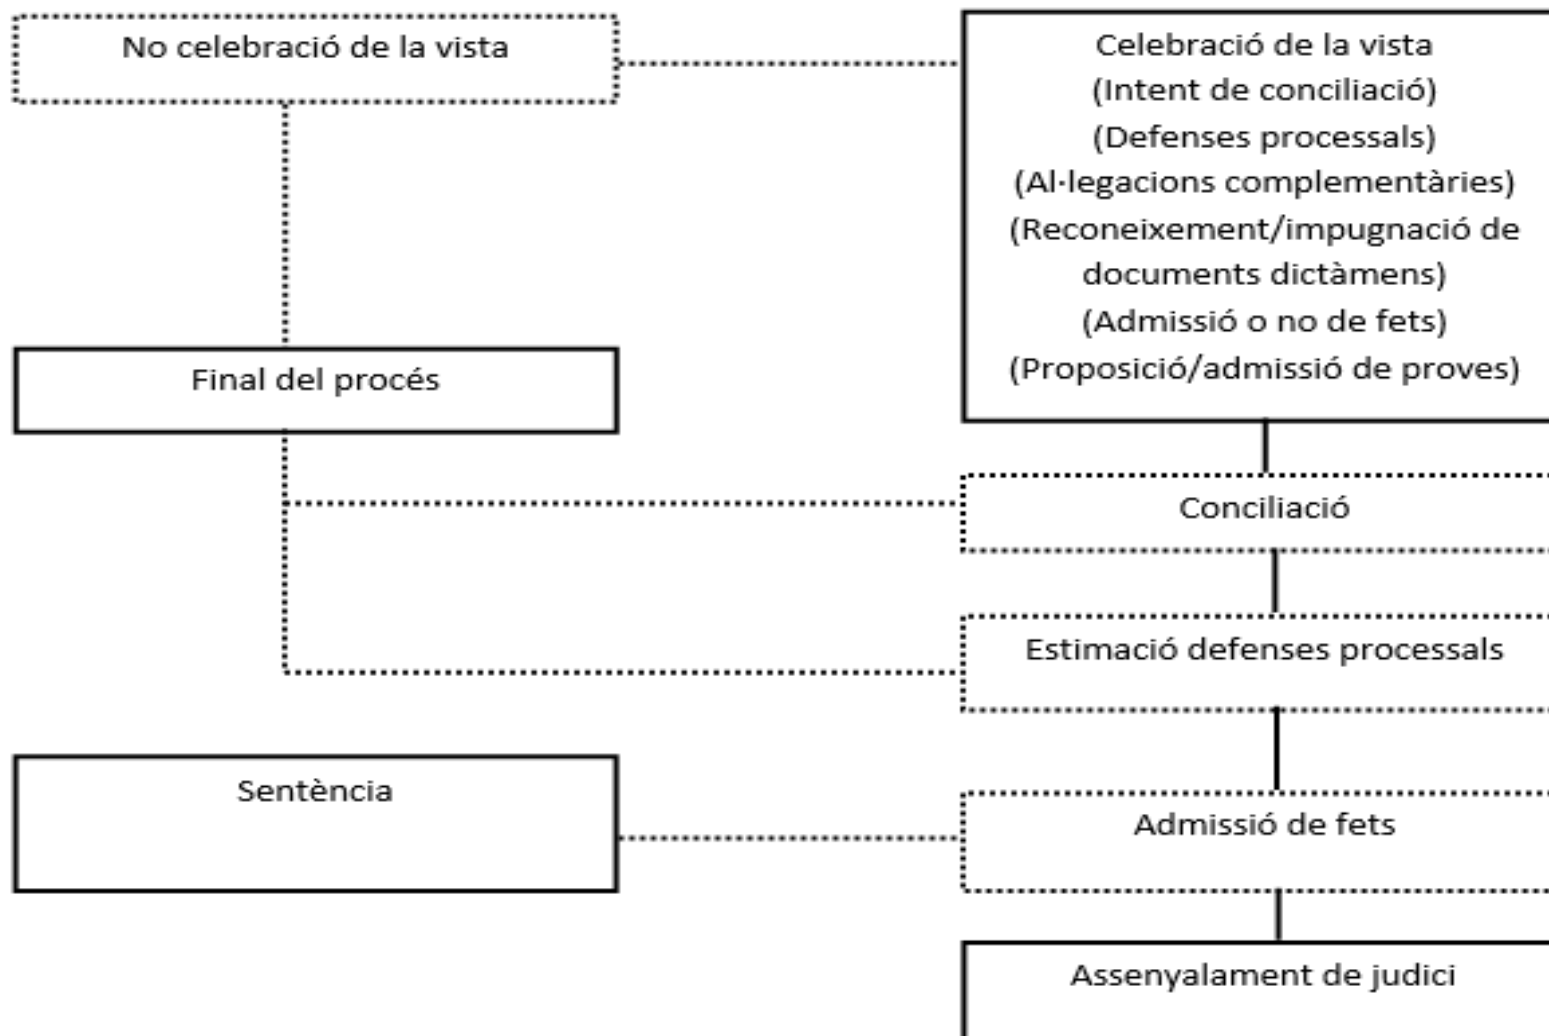 No celebració de la vista
Celebració de la vista
(Intent de conciliació)
(Defenses processals)
(Al·legacions complementàries)
(Reconeixement/impugnació de
documents dictàmens)
(Admissió o no de fets)
(Proposició/admissió de proves)
Final del procés
Conciliació
Estimació defenses processals
Sentència
Admissió de fets
Assenyalament de judici